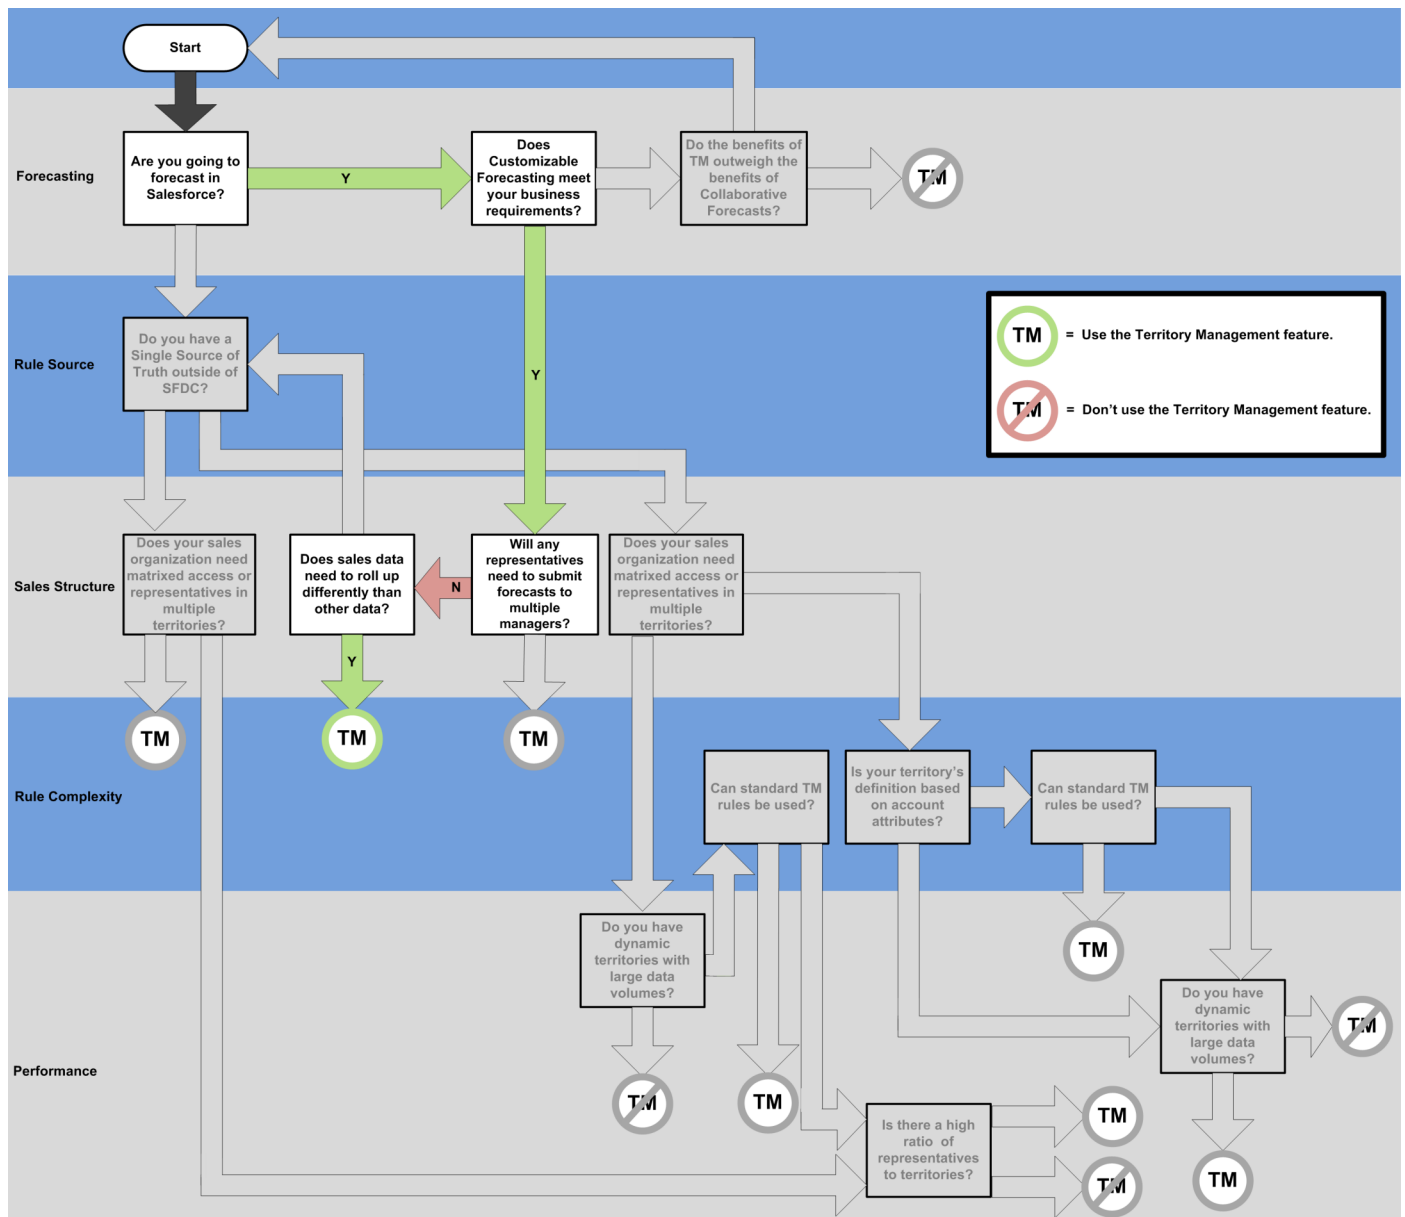 Start
Forecasting
Are you going to
forecast in
Salesforce?
Y
Does
Customizable
Forecasting meet
your business
requirements?
Do the benefits of
TM outweigh the
benefits of
Collaborative
Forecasts?
TM
Rule Source
Do you have a
Single Source of
Truth outside of
SFDC?
Y
TM
= Use the Territory Management feature.
TM
= Don't use the Territory Management feature.
Sales Structure
Does your sales
organization need
matrixed access or
representatives in
multiple
territories?
Does sales data
need to roll up
differently than
other data?
N
Will any
representatives
need to submit
forecasts to
multiple
managers?
Does your sales
organization need
matrixed access or
representatives in
multiple
territories?
Y
TM
TM
TM
Rule Complexity
Can standard TM
rules be used?
Is your territory's
definition based
on account
attributes?
Can standard TM
rules be used?
TM
Performance
Do you have
dynamic
territories with
large data
volumes?
Do you have
dynamic
territories with
large data
volumes?
TM
TM
TM
Is there a high
ratio of
representatives
to territories?
TM
TM
TM